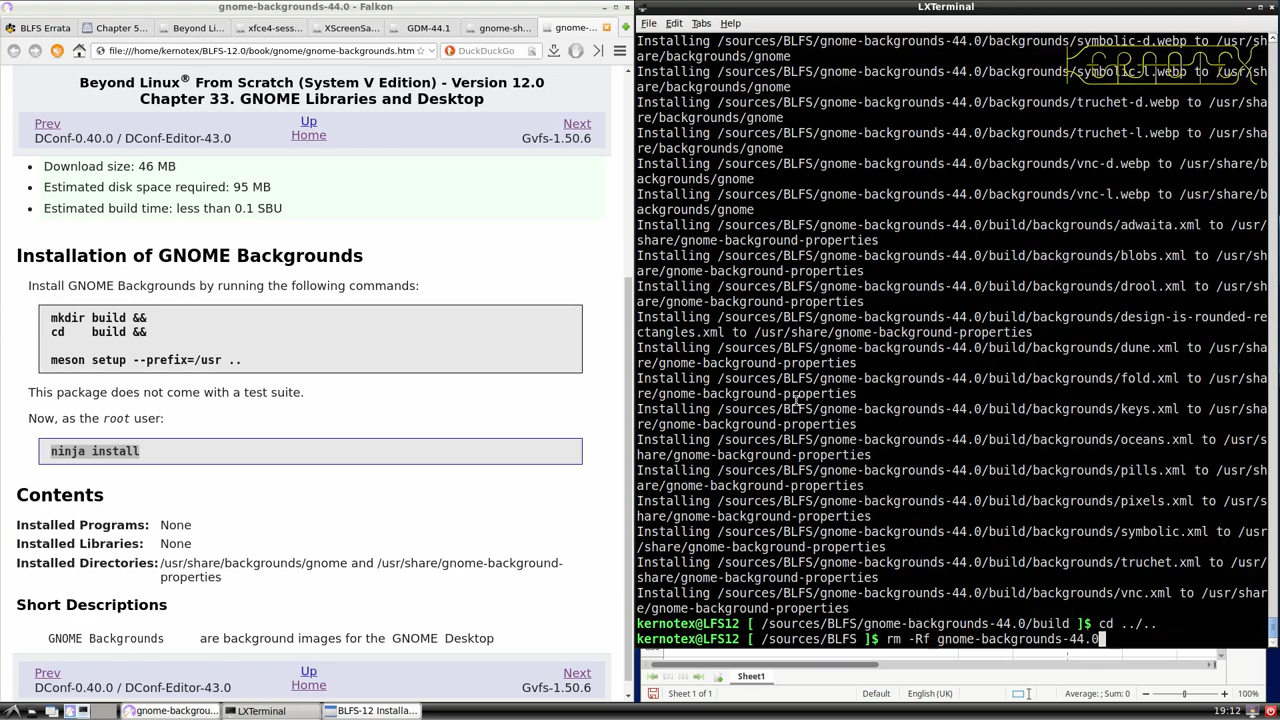 gnome-backgrounds-44.0 - Falkon
BLFS Errata
Chapter 5...
Beyond Li...
xfce4-sess...
XScreenSa...
GDM-44.1
gnome-sh...
gnome-...
file:///home/kernotex/BLFS-12.0/book/gnome/gnome-backgrounds.htm
DuckDuckGo
Beyond Linux® From Scratch (System V Edition) - Version 12.0
Chapter 33. GNOME Libraries and Desktop
Prev
Up
Next
DConf-0.40.0 / DConf-Editor-43.0
Home
Gvfs-1.50.6
• Download size: 46 MB
• Estimated disk space required: 95 MB
• Estimated build time: less than 0.1 SBU
Installation of GNOME Backgrounds
Install GNOME Backgrounds by running the following commands:
mkdir build &&
cd    build &&
meson setup --prefix=/usr ..
This package does not come with a test suite.
Now, as the root user:
ninja install
Contents
Installed Programs: None
Installed Libraries: None
Installed Directories: /usr/share/backgrounds/gnome and /usr/share/gnome-background-
properties
Short Descriptions
GNOME Backgrounds are background images for the GNOME Desktop
Prev
Up
Next
DConf-0.40.0 / DConf-Editor-43.0
Home
Gvfs-1.50.6
LXTerminal
File Edit Tabs Help
Installing /sources/BLFS/gnome-backgrounds-44.0/backgrounds/symbolic-d.webp to /usr/sh
are/backgrounds/gnome
Installing /sources/BLFS/gnome-backgrounds-44.0/backgrounds/symbolic-l.webp to /usr/sh
are/backgrounds/gnome
Installing /sources/BLFS/gnome-backgrounds-44.0/backgrounds/truchet-d.webp to /usr/sha
re/backgrounds/gnome
Installing /sources/BLFS/gnome-backgrounds-44.0/backgrounds/truchet-l.webp to /usr/sha
re/backgrounds/gnome
Installing /sources/BLFS/gnome-backgrounds-44.0/backgrounds/vnc-d.webp to /usr/share/b
ackgrounds/gnome
Installing /sources/BLFS/gnome-backgrounds-44.0/backgrounds/vnc-l.webp to /usr/share/b
ackgrounds/gnome
Installing /sources/BLFS/gnome-backgrounds-44.0/build/backgrounds/adwaita.xml to /usr/
share/gnome-background-properties
Installing /sources/BLFS/gnome-backgrounds-44.0/build/backgrounds/blobs.xml to /usr/sh
are/gnome-background-properties
Installing /sources/BLFS/gnome-backgrounds-44.0/build/backgrounds/drool.xml to /usr/sh
are/gnome-background-properties
Installing /sources/BLFS/gnome-backgrounds-44.0/build/backgrounds/design-is-rounded-re
ctangles.xml to /usr/share/gnome-background-properties
Installing /sources/BLFS/gnome-backgrounds-44.0/build/backgrounds/dune.xml to /usr/sha
re/gnome-background-properties
Installing /sources/BLFS/gnome-backgrounds-44.0/build/backgrounds/fold.xml to /usr/sha
re/gnome-background-properties
Installing /sources/BLFS/gnome-backgrounds-44.0/build/backgrounds/keys.xml to /usr/sha
re/gnome-background-properties
Installing /sources/BLFS/gnome-backgrounds-44.0/build/backgrounds/oceans.xml to /usr/s
hare/gnome-background-properties
Installing /sources/BLFS/gnome-backgrounds-44.0/build/backgrounds/pills.xml to /usr/sh
are/gnome-background-properties
Installing /sources/BLFS/gnome-backgrounds-44.0/build/backgrounds/pixels.xml to /usr/s
hare/gnome-background-properties
Installing /sources/BLFS/gnome-backgrounds-44.0/build/backgrounds/symbolic.xml to /usr
/share/gnome-background-properties
Installing /sources/BLFS/gnome-backgrounds-44.0/build/backgrounds/truchet.xml to /usr/
share/gnome-background-properties
Installing /sources/BLFS/gnome-backgrounds-44.0/build/backgrounds/vnc.xml to /usr/shar
e/gnome-background-properties
kernotex@LFS12 [ /sources/BLFS/gnome-backgrounds-44.0/build ]$ cd ../..
kernotex@LFS12 [ /sources/BLFS ]$ rm -Rf gnome-backgrounds-44.0
KERNOTEX
Sheet1
Sheet 1 of 1
Default
English (UK)
Average: ; Sum: 0
100%
gnome-backgrou...
LXTerminal
BLFS-12 Installa...
19:12